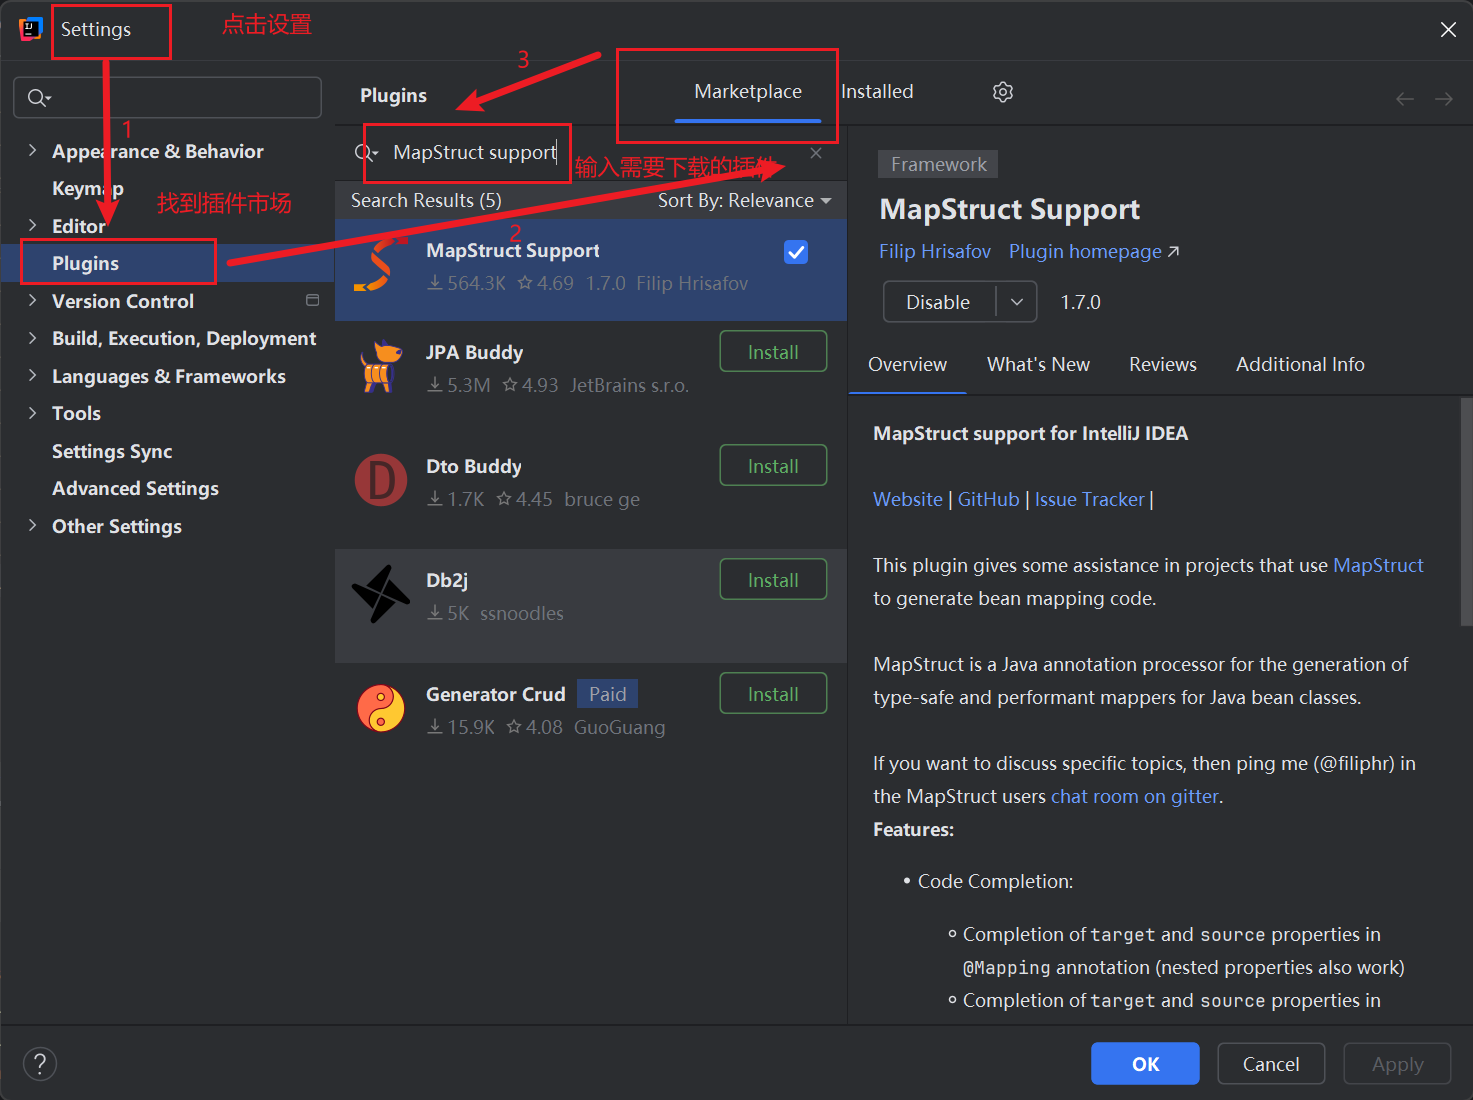 Settings
点击设置
1
Appearance & Behavior
Keymap
找到插件市场
Editor
Plugins
Version Control
Build, Execution, Deployment
Languages & Frameworks
Tools
Settings Sync
Advanced Settings
Other Settings
Plugins
3
Marketplace
Installed
MapStruct support
输入需要下载的插件
Search Results (5)
Sort By: Relevance
2
MapStruct Support
564.3K 4.69 1.7.0 Filip Hrisafov
JPA Buddy
Install
5.3M 4.93 JetBrains s.r.o.
Dto Buddy
Install
1.7K 4.45 bruce ge
Db2j
Install
5K ssnoodles
Generator Crud Paid
Install
15.9K 4.08 GuoGuang
Framework
MapStruct Support
Filip Hrisafov Plugin homepage
Disable 1.7.0
Overview What's New Reviews Additional Info
MapStruct support for IntelliJ IDEA
Website | GitHub | Issue Tracker |
This plugin gives some assistance in projects that use MapStruct
to generate bean mapping code.
MapStruct is a Java annotation processor for the generation of
type-safe and performant mappers for Java bean classes.
If you want to discuss specific topics, then ping me (@filiphr) in
the MapStruct users chat room on gitter.
Features:
• Code Completion:
Completion of target and source properties in
@Mapping annotation (nested properties also work)
Completion of target and source properties in
?
OK Cancel Apply